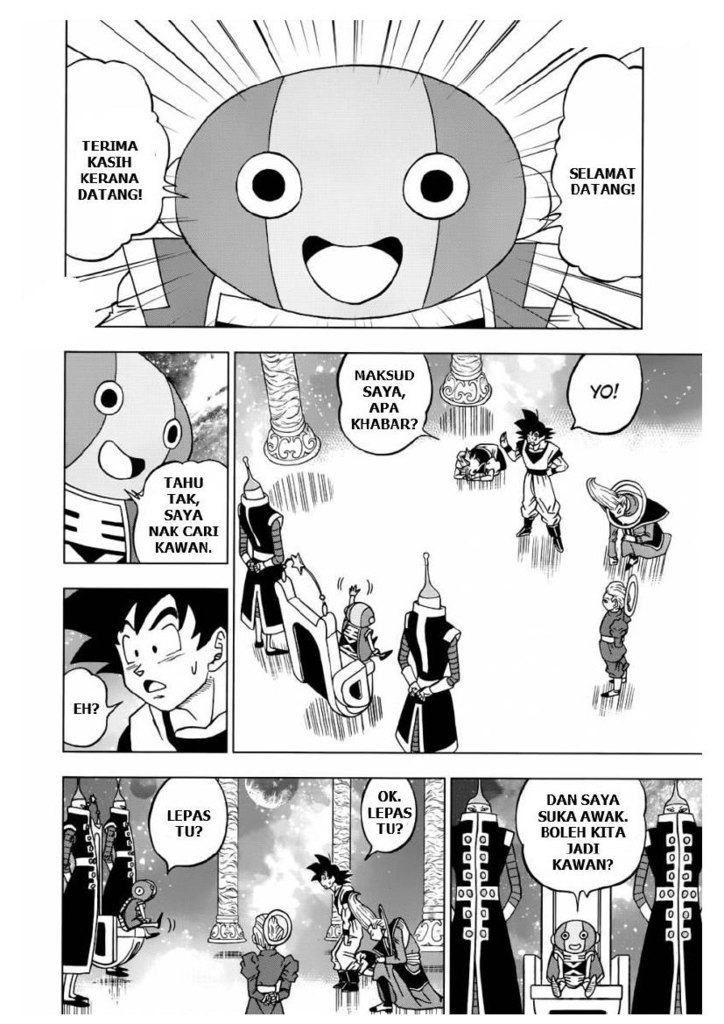 SELAMAT
DATANG!
TERIMA
KASIH
KERANA
DATANG!
YO!
MAKSUD
SAYA,
APA
KHABAR?
TAHU
TAK,
SAYA
NAK CARI
KAWAN.
EH?
DAN SAYA
SUKA AWAK.
BOLEH KITA
JADI
KAWAN?
OK.
LEPAS
TU?
LEPAS
TU?